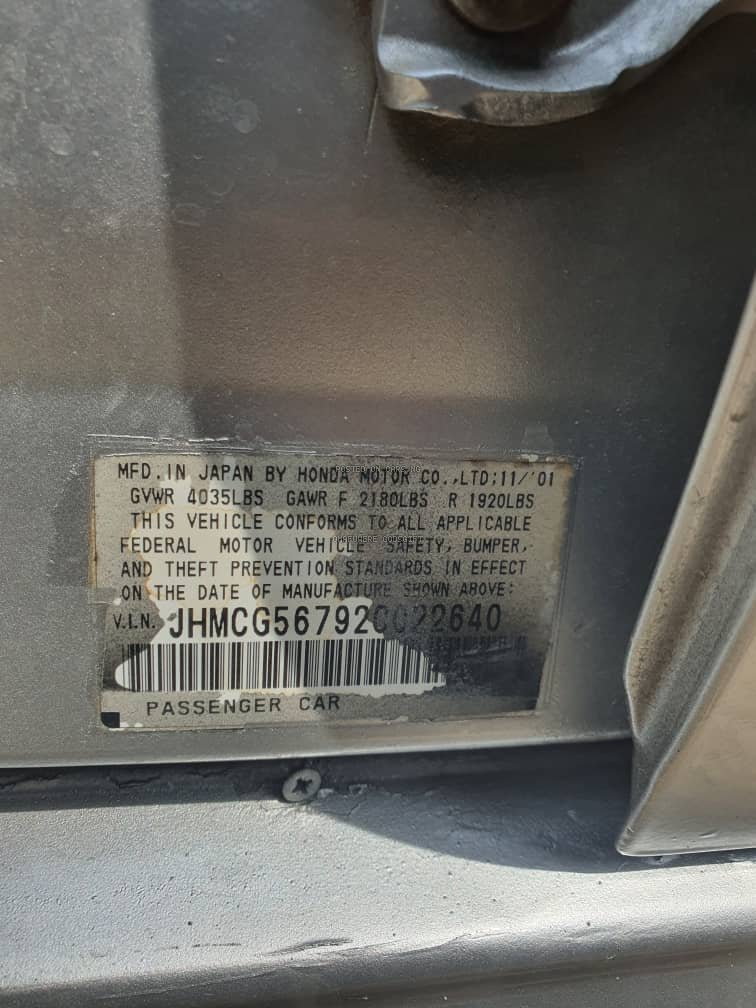 MFD. IN JAPAN BY HONDA MOTOR CO.,LTD;11/'01
GVWR 4035LBS GAWR F 2180LBS R 1920LBS
THIS VEHICLE CONFORMS TO ALL APPLICABLE
FEDERAL MOTOR VEHICLE SAFETY, BUMPER,
AND THEFT PREVENTION STANDARDS IN EFFECT
ON THE DATE OF MANUFACTURE SHOWN ABOVE:
V.I.N. JHMCG56792C022640
PASSENGER CAR